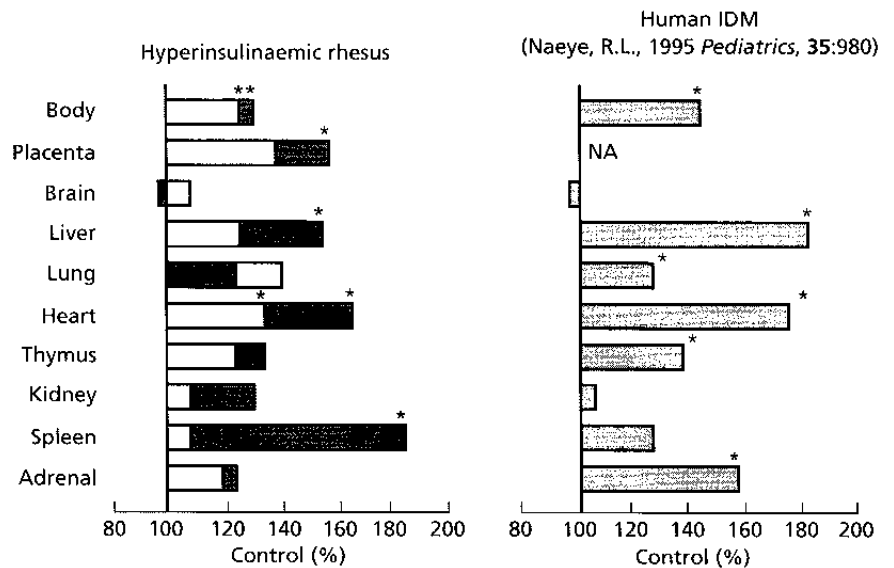 Hyperinsulinaemic rhesus
Human IDM
(Naeye, R.L., 1995 Pediatrics, 35:980)
Body
**
*
Placenta
*
NA
Brain
Liver
*
*
Lung
*
Heart
*
*
*
Thymus
*
Kidney
Spleen
*
Adrenal
*
80
100
120
140
160
180
200
Control (%)
80
100
120
140
160
180
200
Control (%)